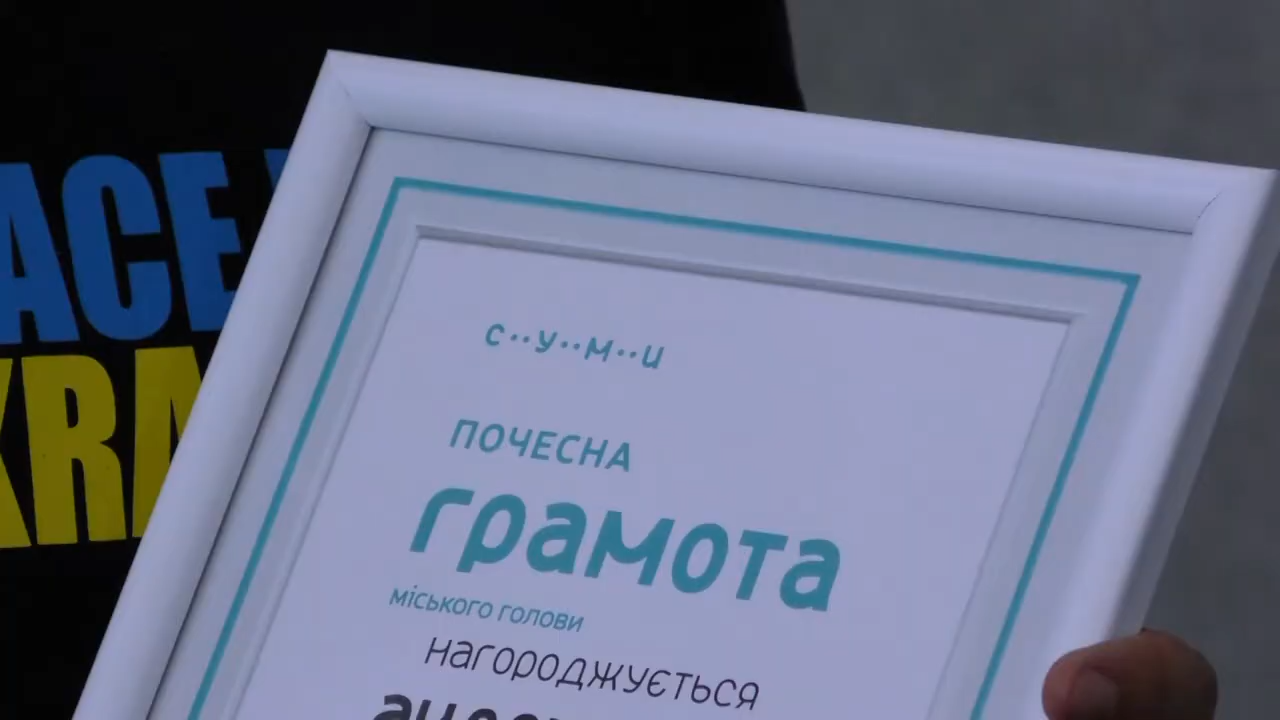 с··у··м··и
ПОЧЕСНА
грамота
міського голови
нагороджується